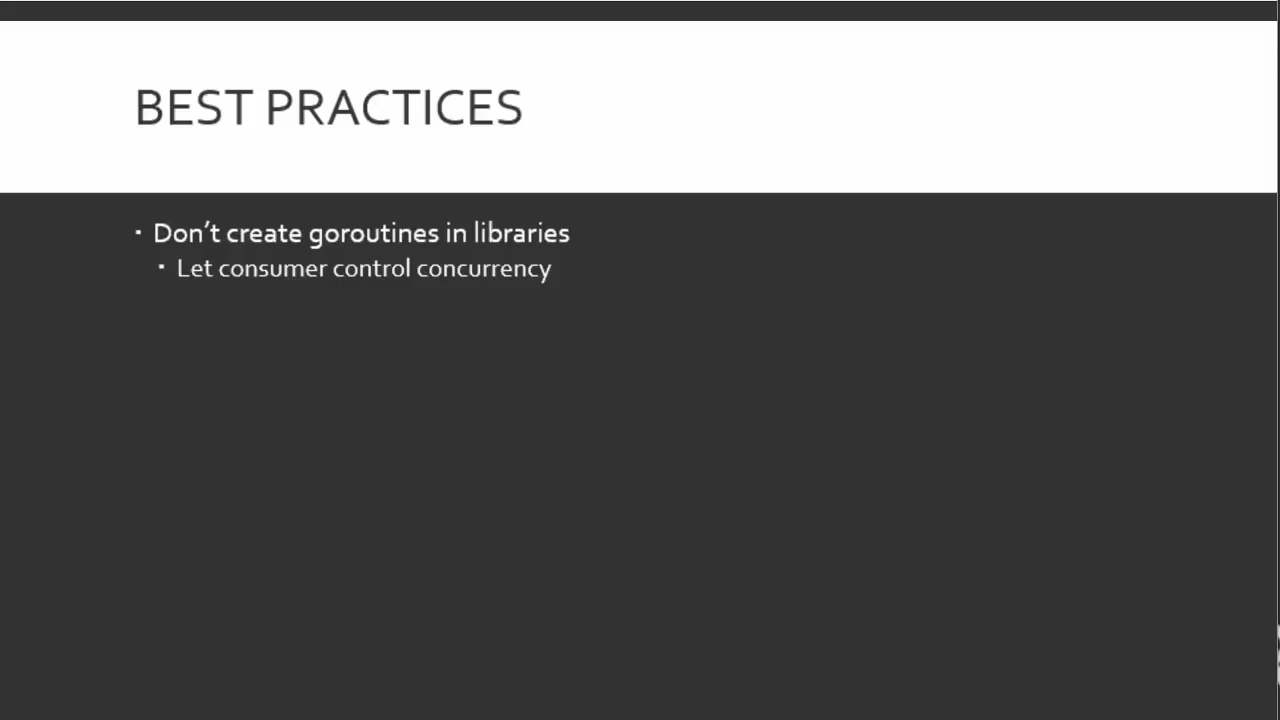 BEST PRACTICES
▪ Don’t create goroutines in libraries
▪ Let consumer control concurrency